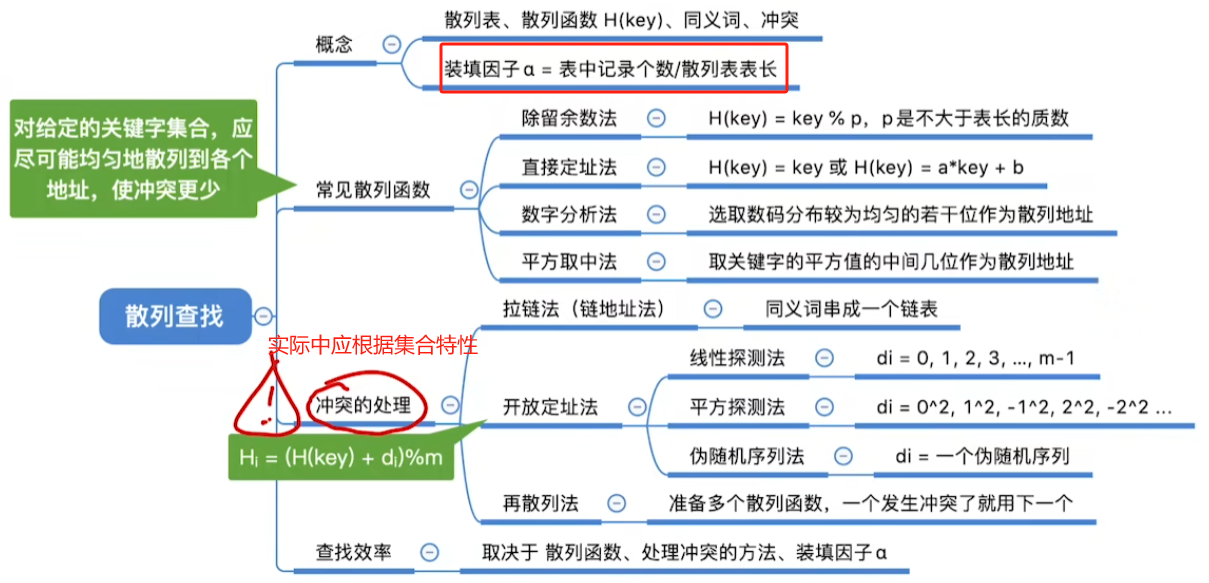 散列表、散列函数 H(key)、同义词、冲突
概念
装填因子α = 表中记录个数/散列表表长
对给定的关键字集合，应
尽可能均匀地散列到各个
地址，使冲突更少
常见散列函数
除留余数法
H(key) = key % p，p是不大于表长的质数
直接定址法
H(key) = key 或 H(key) = a*key + b
数字分析法
选取数码分布较为均匀的若干位作为散列地址
平方取中法
取关键字的平方值的中间几位作为散列地址
散列查找
实际中应根据集合特性
!
冲突的处理
Hi = (H(key) + di)%m
拉链法（链地址法）
同义词串成一个链表
开放定址法
线性探测法
di = 0, 1, 2, 3, ..., m-1
平方探测法
di = 0^2, 1^2, -1^2, 2^2, -2^2 ...
伪随机序列法
di = 一个伪随机序列
再散列法
准备多个散列函数，一个发生冲突了就用下一个
查找效率
取决于 散列函数、处理冲突的方法、装填因子α